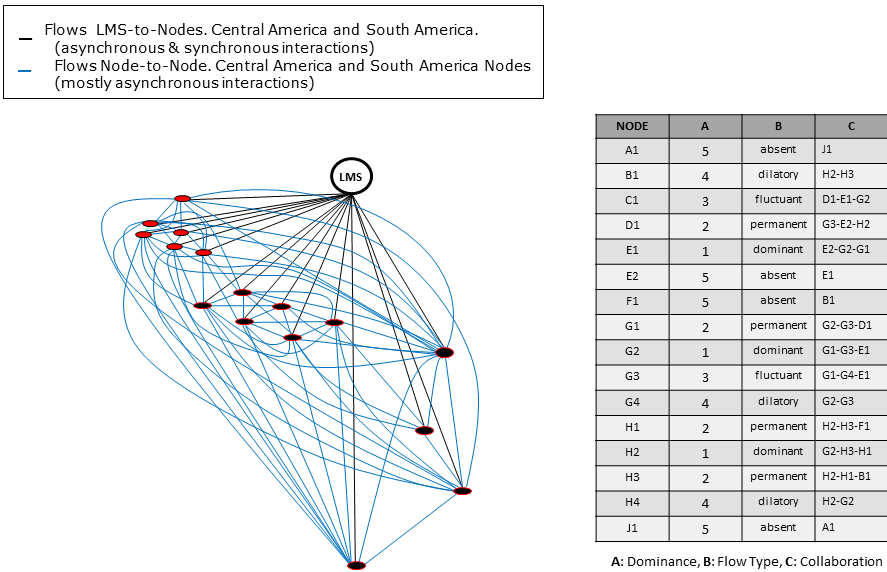 Flows LMS-to-Nodes. Central America and South America.
(asynchronous & synchronous interactions)
Flows Node-to-Node. Central America and South America Nodes
(mostly asynchronous interactions)
LMS
NODE A B C
A1 5 absent J1
B1 4 dilatory H2-H3
C1 3 fluctuant D1-E1-G2
D1 2 permanent G3-E2-H2
E1 1 dominant E2-G2-G1
E2 5 absent E1
F1 5 absent B1
G1 2 permanent G2-G3-D1
G2 1 dominant G1-G3-E1
G3 3 fluctuant G1-G4-E1
G4 4 dilatory G2-G3
H1 2 permanent H2-H3-F1
H2 1 dominant G2-H3-H1
H3 2 permanent H2-H1-B1
H4 4 dilatory H2-G2
J1 5 absent A1
A: Dominance, B: Flow Type, C: Collaboration